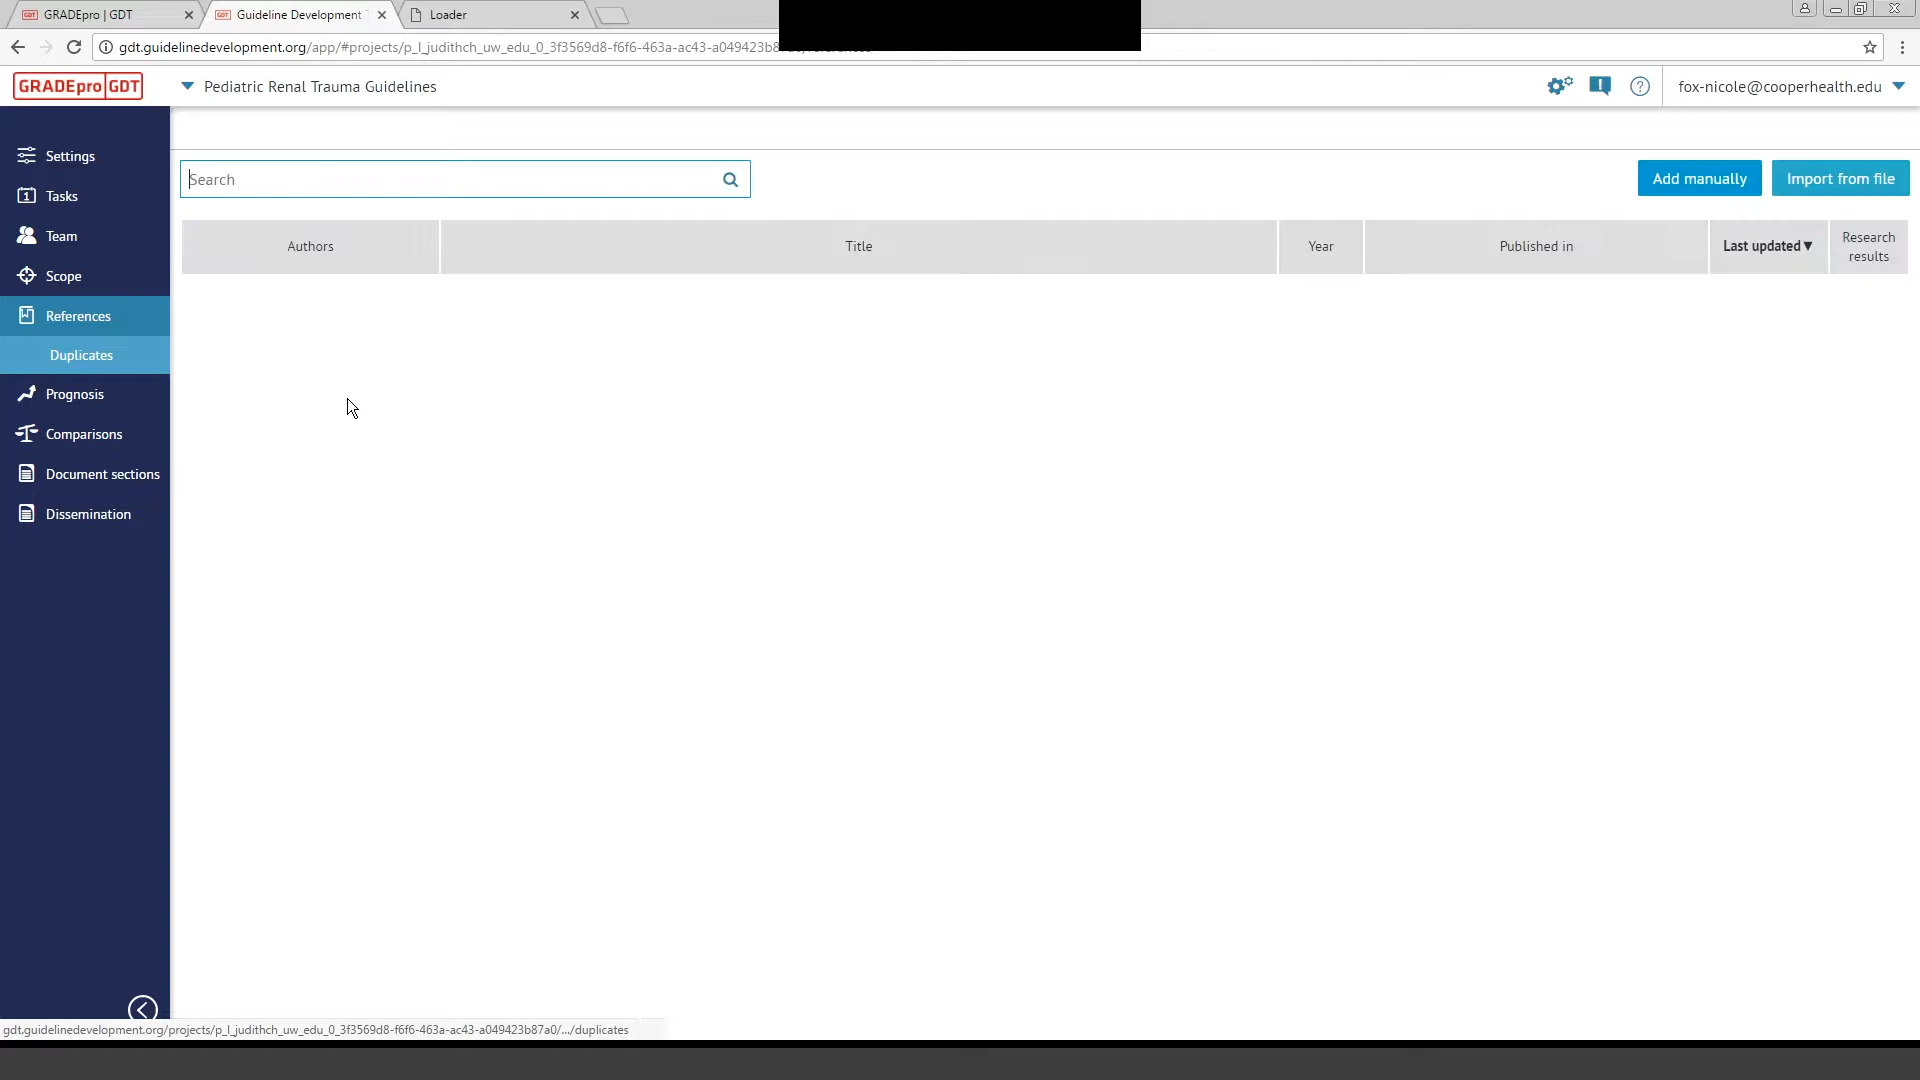 GRADEpro | GDT
Guideline Development
Loader
gdt.guidelinedevelopment.org/app/#projects/p_l_judithch_uw_edu_0_3f3569d8-f6f6-463a-ac43-a049423b8
GRADEpro GDT
Pediatric Renal Trauma Guidelines
fox-nicole@cooperhealth.edu
Settings
Tasks
Team
Scope
References
Duplicates
Prognosis
Comparisons
Document sections
Dissemination
Search
Add manually
Import from file
Authors
Title
Year
Published in
Last updated ▼
Research
results
gdt.guidelinedevelopment.org/projects/p_l_judithch_uw_edu_0_3f3569d8-f6f6-463a-ac43-a049423b87a0/.../duplicates